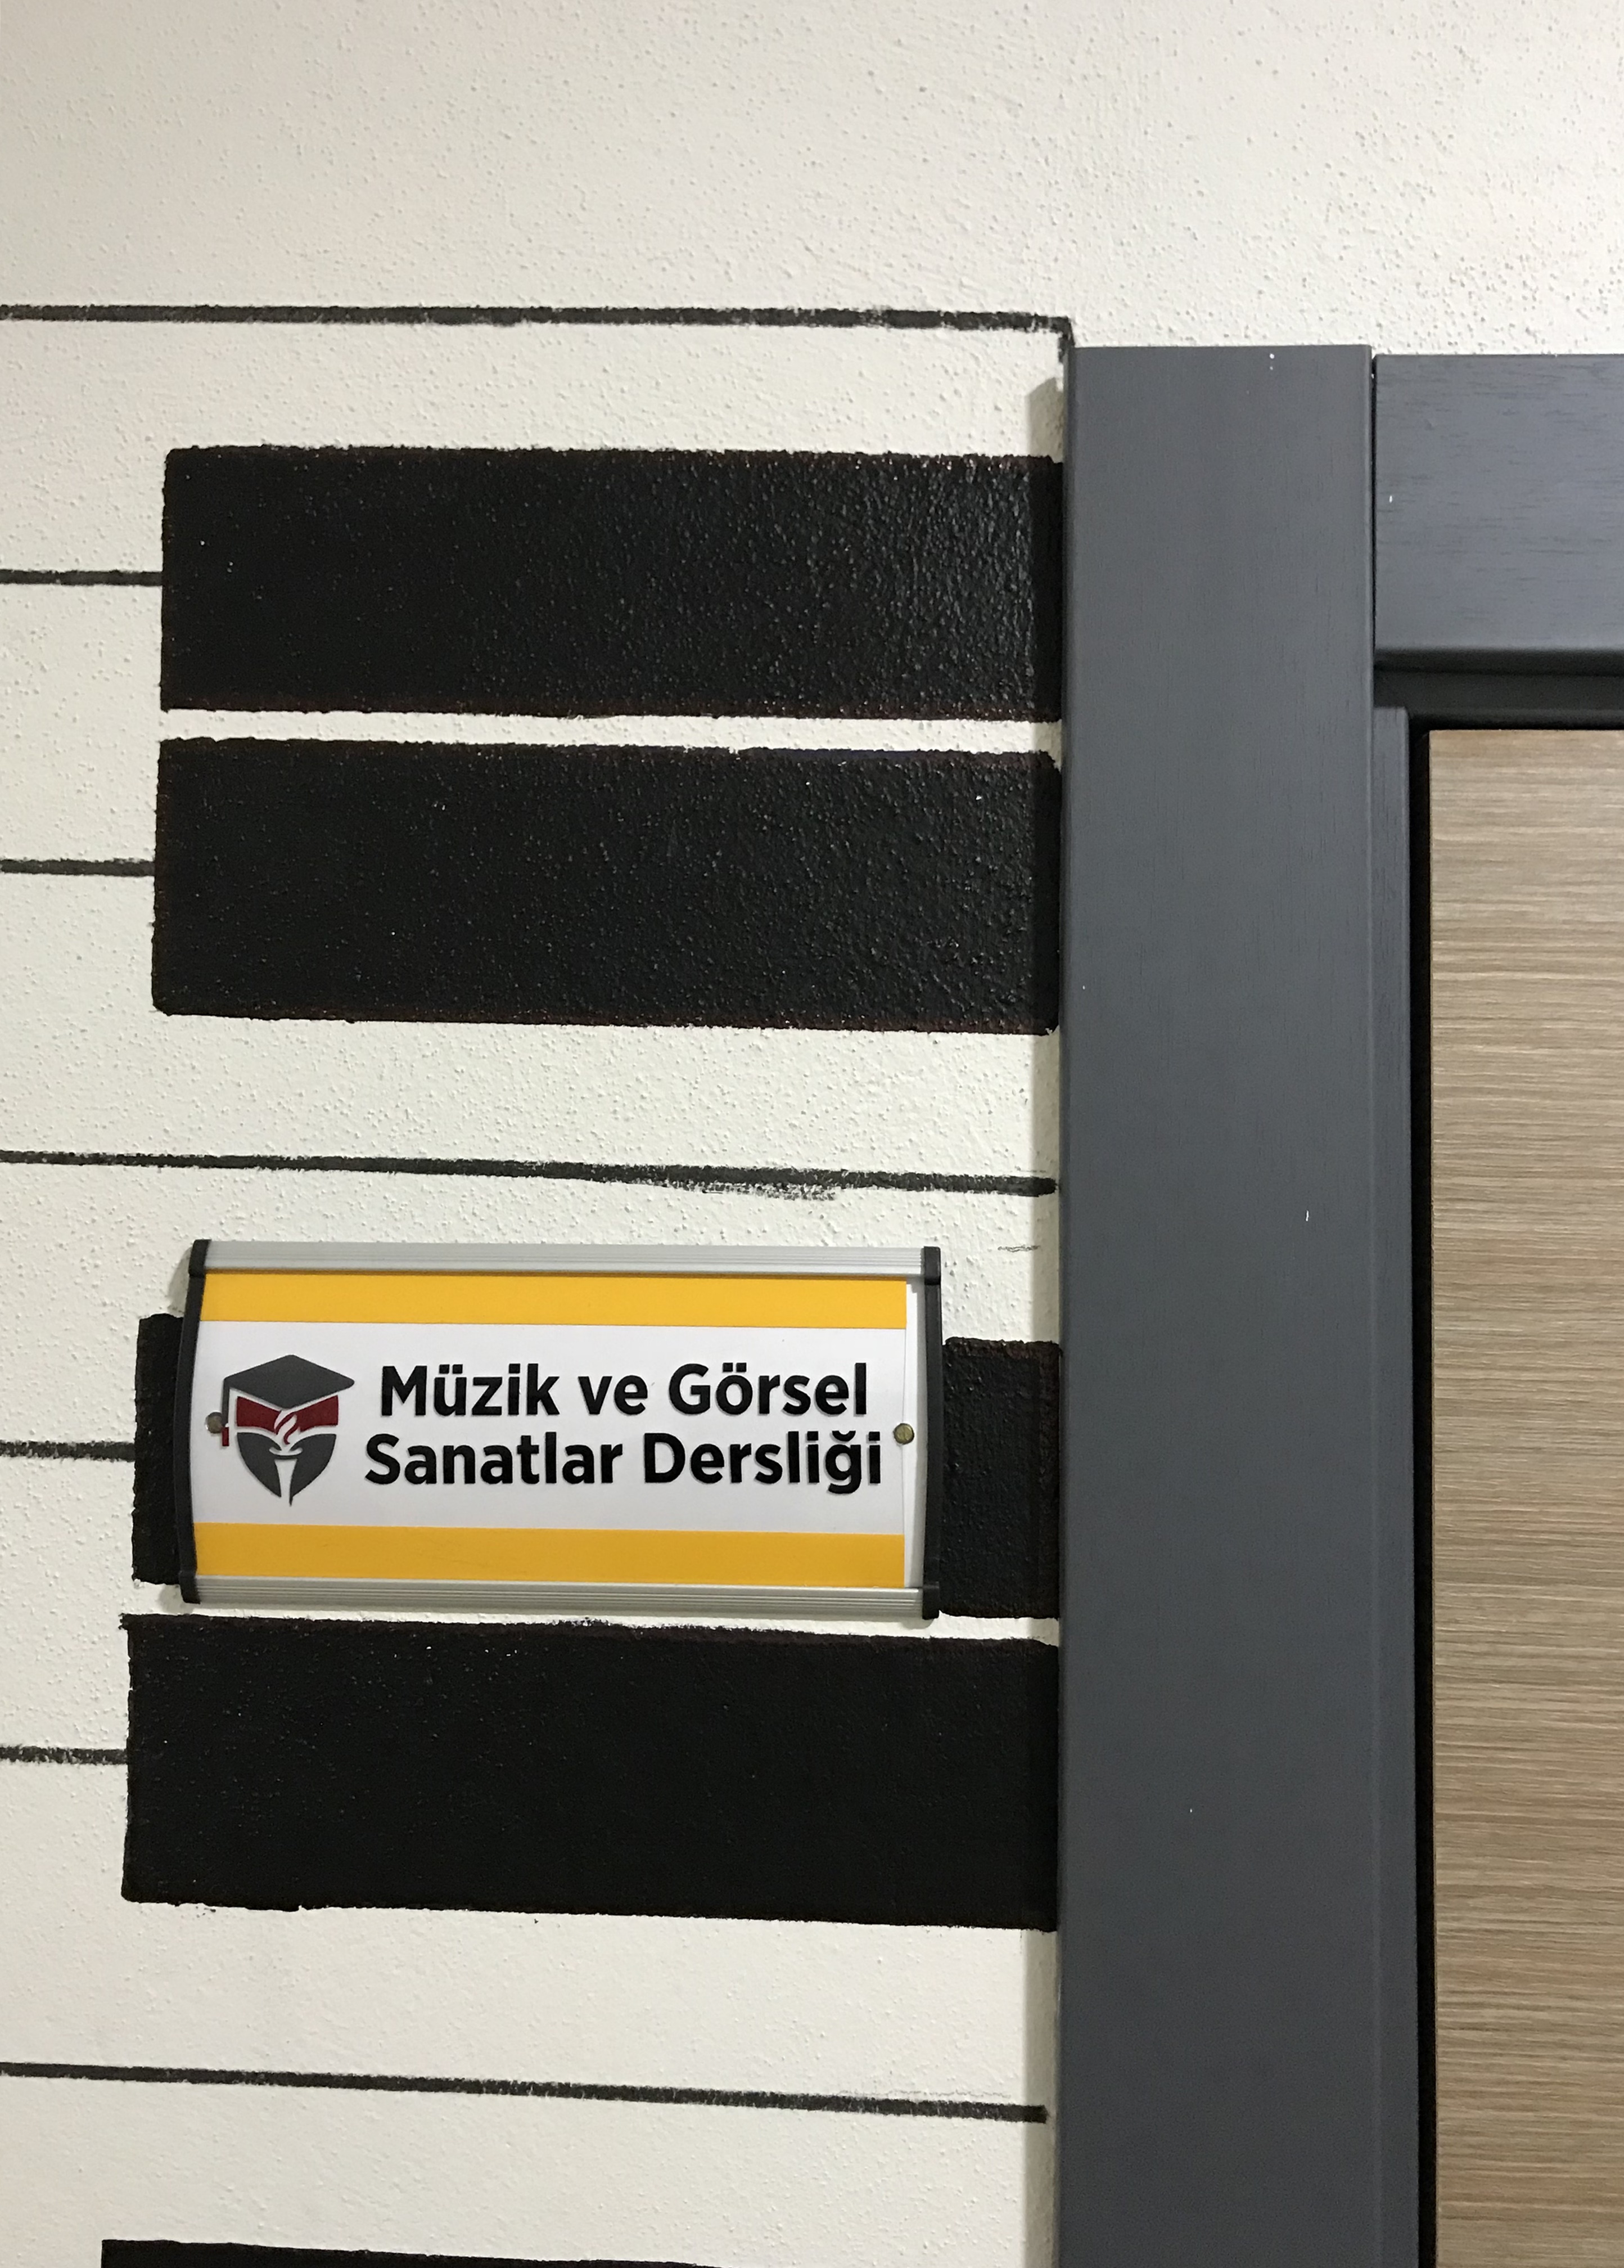 Müzik ve Görsel
Sanatlar Dersliği